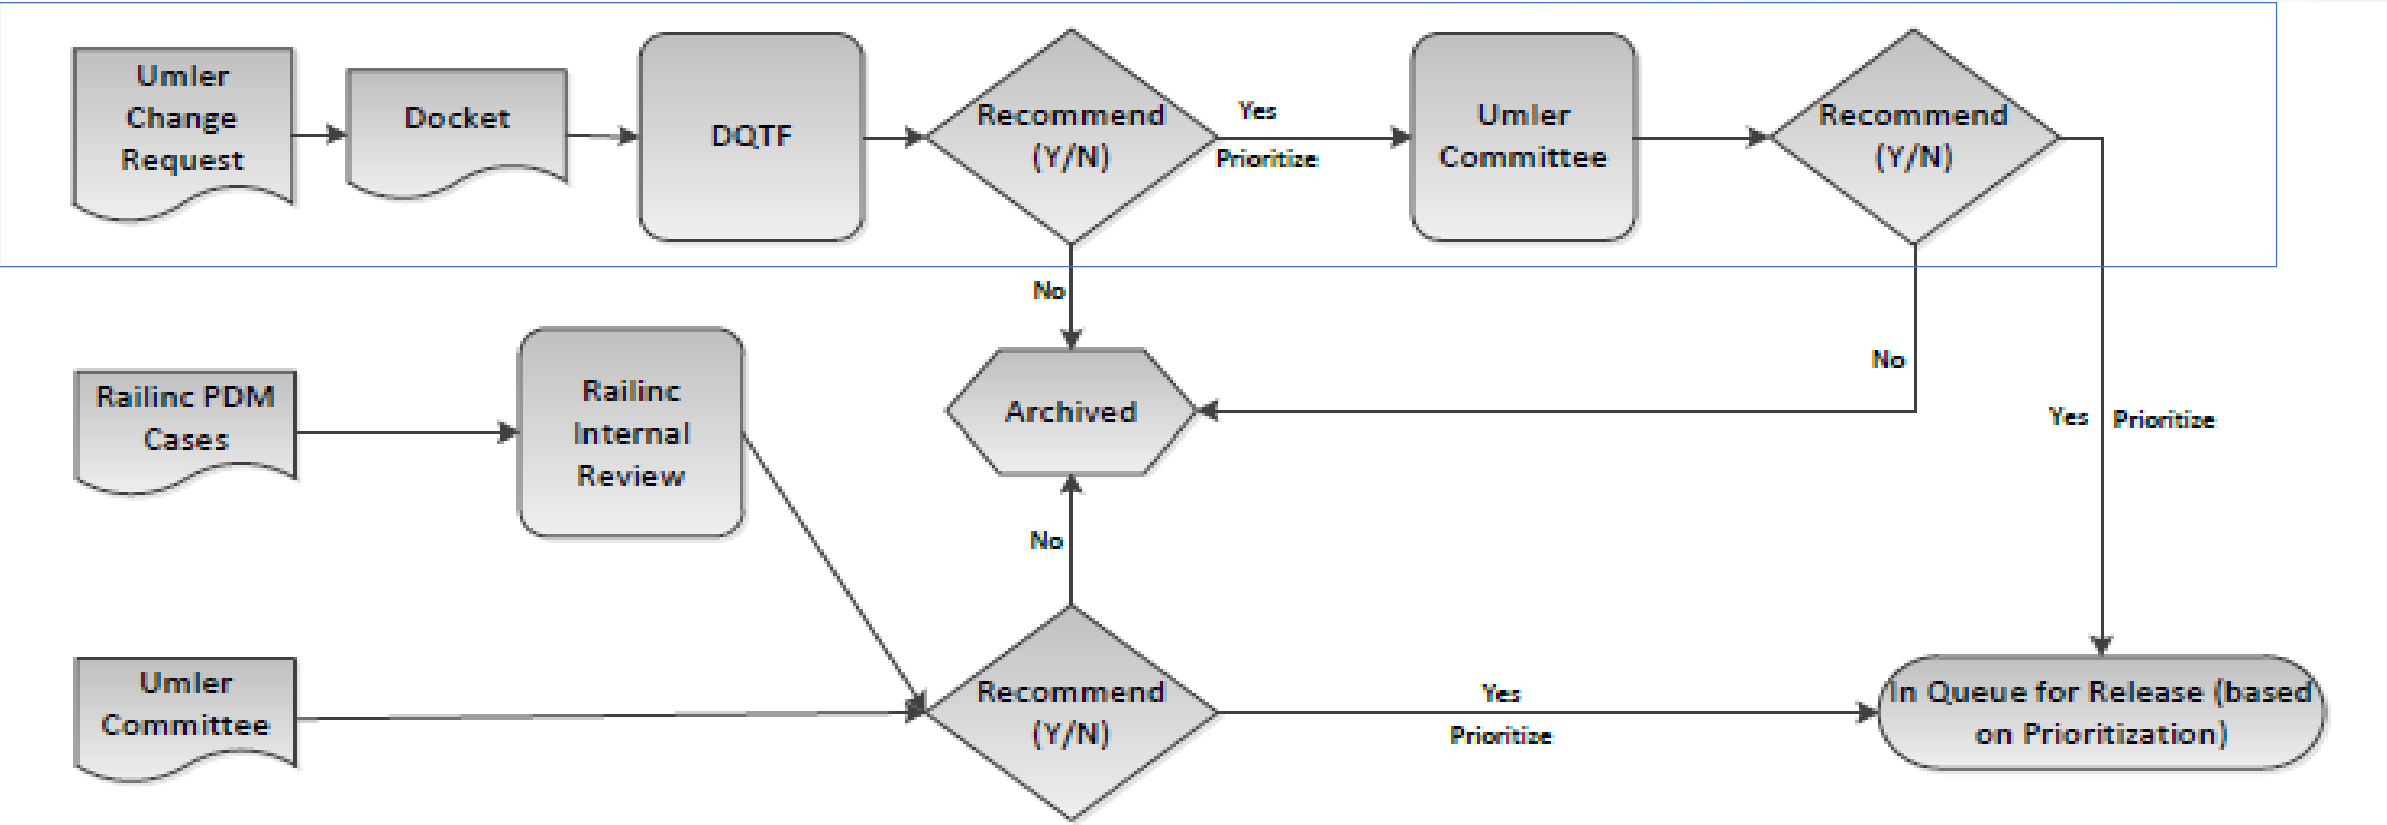 Umler
Change
Request
Docket
DQTF
Recommend
(Y/N)
Yes
Prioritize
Umler
Committee
Recommend
(Y/N)
No
No
Yes
Prioritize
Railinc PDM
Cases
Railinc
Internal
Review
Archived
No
Umler
Committee
Recommend
(Y/N)
Yes
Prioritize
In Queue for Release (based
on Prioritization)